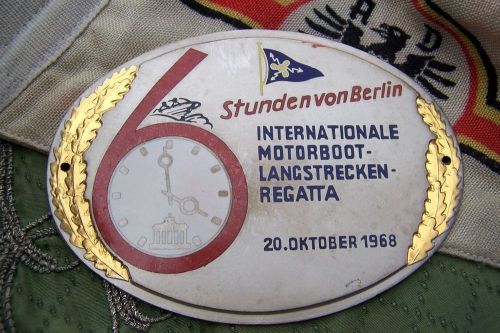 A D
6
Stunden von Berlin
INTERNATIONALE
MOTORBOOT-
LANGSTRECKEN-
REGATTA
20.OKTOBER 1968